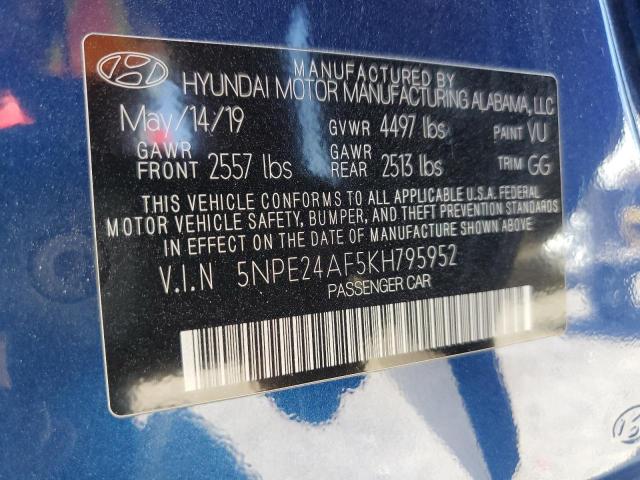 MANUFACTURED BY
HYUNDAI MOTOR MANUFACTURING ALABAMA, LLC
May/14/19 GVWR 4497 lbs PAINT VU
GAWR FRONT 2557 lbs GAWR REAR 2513 lbs TRIM GG
THIS VEHICLE CONFORMS TO ALL APPLICABLE U.S.A. FEDERAL
MOTOR VEHICLE SAFETY, BUMPER, AND THEFT PREVENTION STANDARDS
IN EFFECT ON THE DATE OF MANUFACTURE SHOWN ABOVE.
V.I.N 5NPE24AF5KH795952
PASSENGER CAR